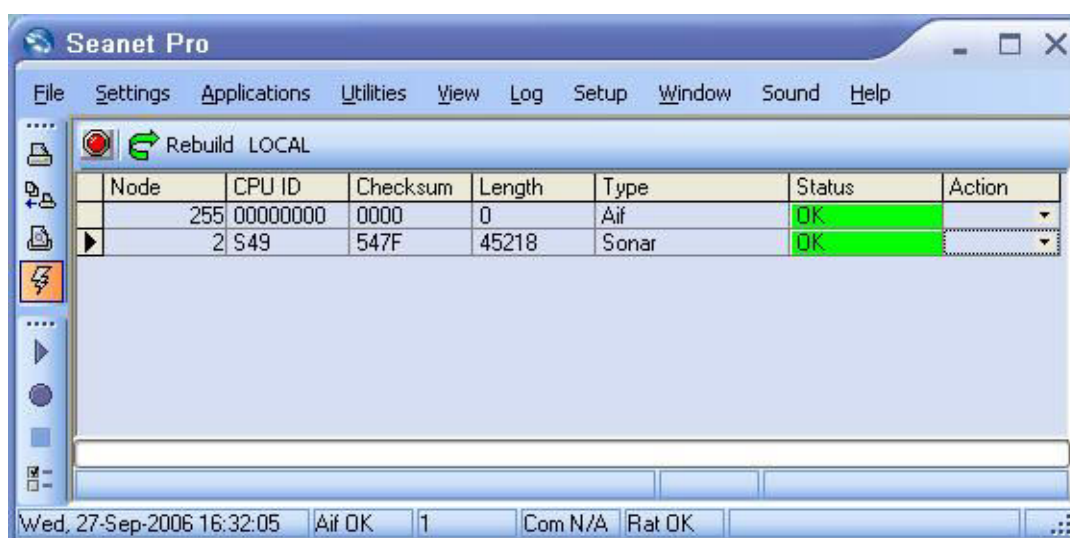 Seanet Pro
File Settings Applications Utilities View Log Setup Window Sound Help
Rebuild LOCAL
Node CPU ID Checksum Length Type Status Action
255 00000000 0000 0 Aif OK
2 S49 547F 45218 Sonar OK
Wed, 27-Sep-2006 16:32:05 Aif OK 1 Com N/A Rat OK